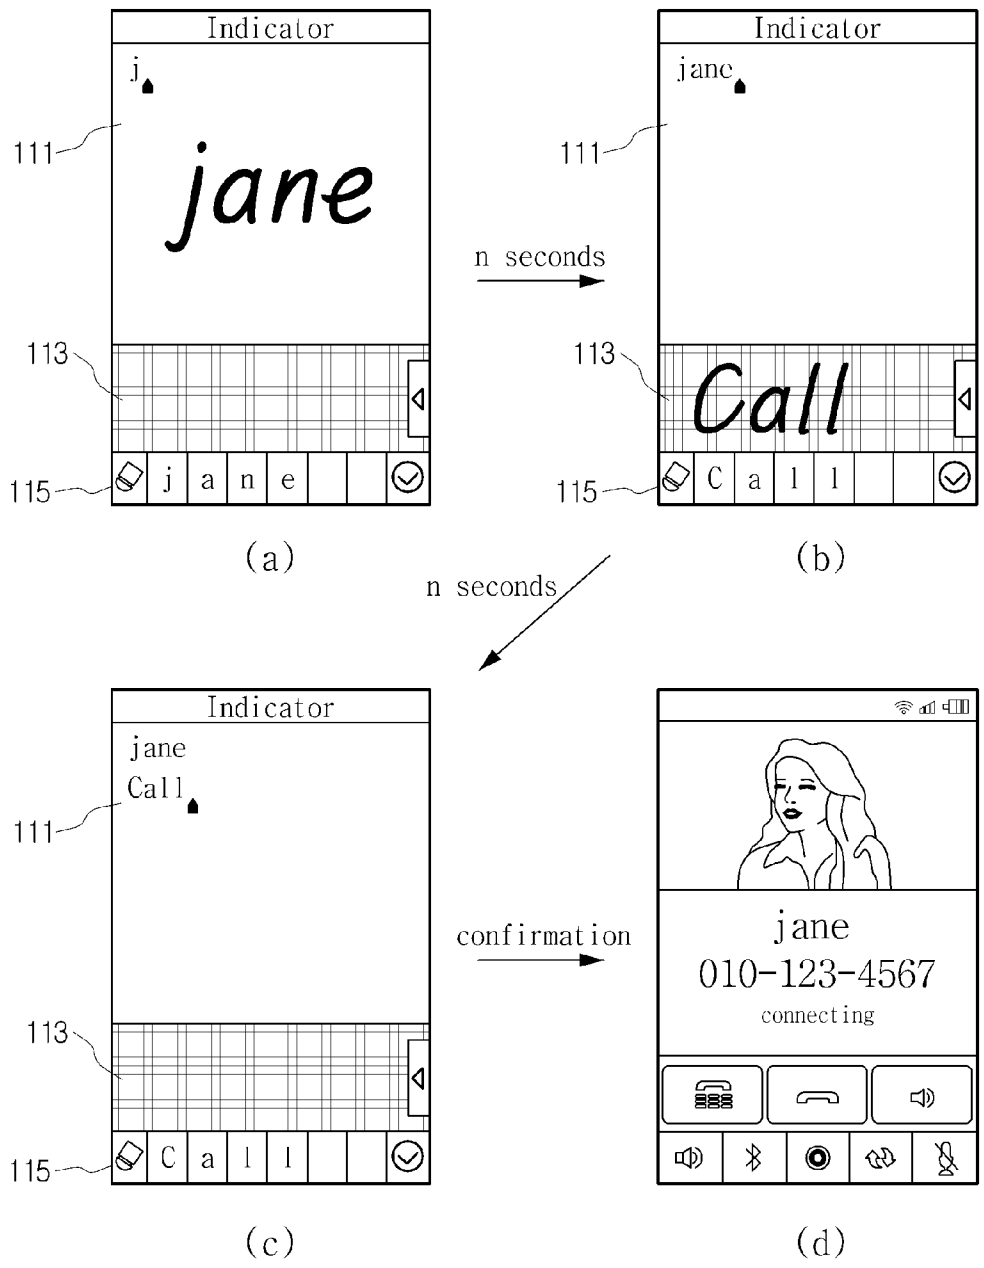 Indicator
j
111
jane
113
115
j a n e
(a)
n seconds
Indicator
jane
111
113
Call
115
C a l l
(b)
n seconds
Indicator
jane
Call
111
113
115
C a l l
(c)
confirmation
jane
010-123-4567
connecting
(d)